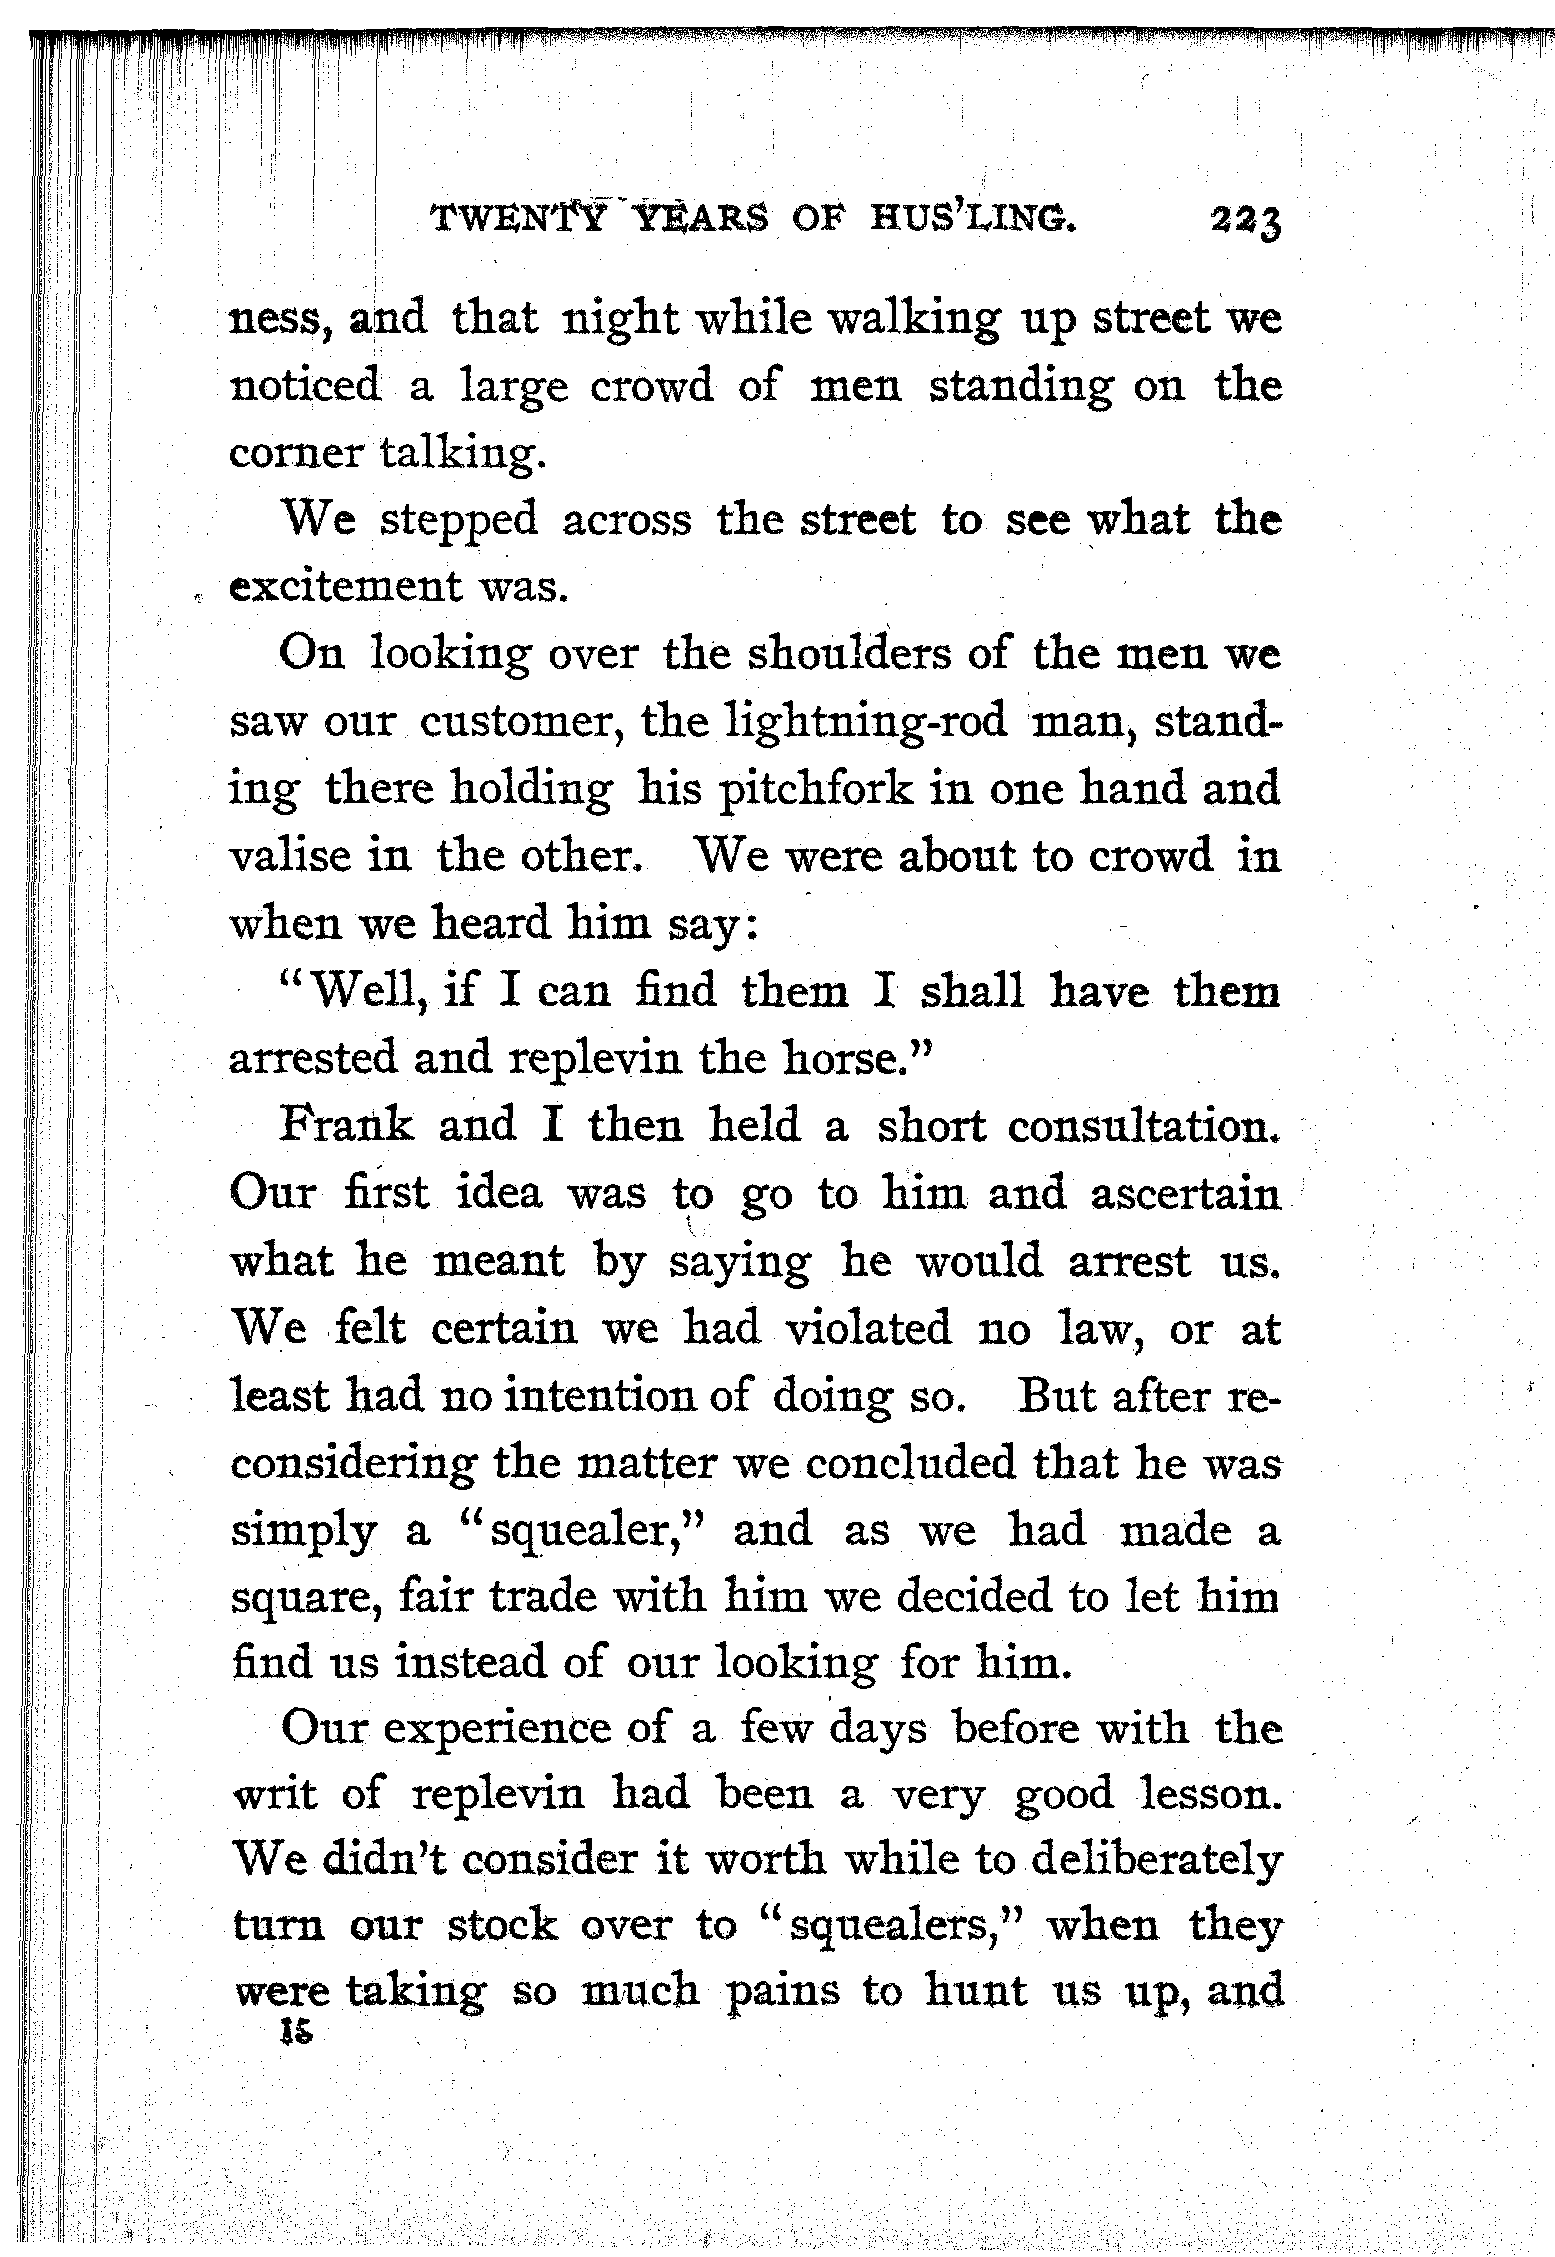 TWENTY YEARS OF HUS'LING. 223
ness, and that night while walking up street we
noticed a large crowd of men standing on the
corner talking.
We stepped across the street to see what the
excitement was.
On looking over the shoulders of the men we
saw our customer, the lightning-rod man, stand-
ing there holding his pitchfork in one hand and
valise in the other. We were about to crowd in
when we heard him say:
"Well, if I can find them I shall have them
arrested and replevin the horse."
Frank and I then held a short consultation.
Our first idea was to go to him and ascertain
what he meant by saying he would arrest us.
We felt certain we had violated no law, or at
least had no intention of doing so. But after re-
considering the matter we concluded that he was
simply a "squealer," and as we had made a
square, fair trade with him we decided to let him
find us instead of our looking for him.
Our experience of a few days before with the
writ of replevin had been a very good lesson.
We didn't consider it worth while to deliberately
turn our stock over to "squealers," when they
were taking so much pains to hunt us up, and
15